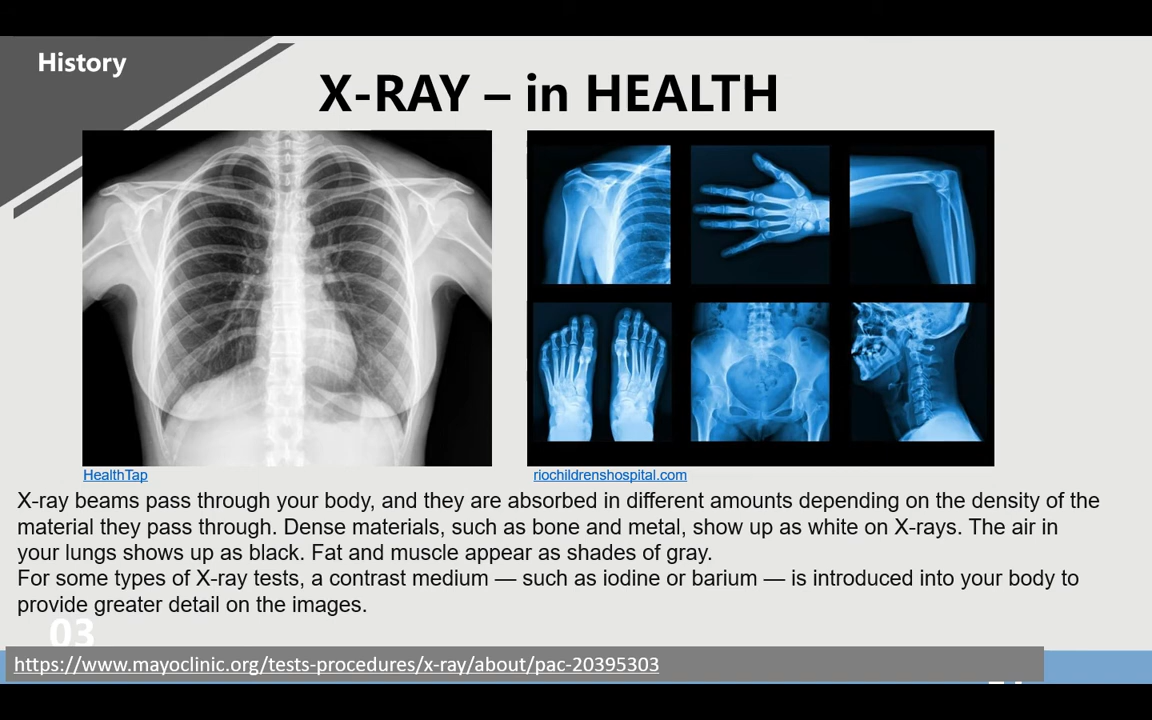 History
X-RAY – in HEALTH
HealthTap
riochildrenshospital.com
X-ray beams pass through your body, and they are absorbed in different amounts depending on the density of the
material they pass through. Dense materials, such as bone and metal, show up as white on X-rays. The air in
your lungs shows up as black. Fat and muscle appear as shades of gray.
For some types of X-ray tests, a contrast medium — such as iodine or barium — is introduced into your body to
provide greater detail on the images.
03
https://www.mayoclinic.org/tests-procedures/x-ray/about/pac-20395303